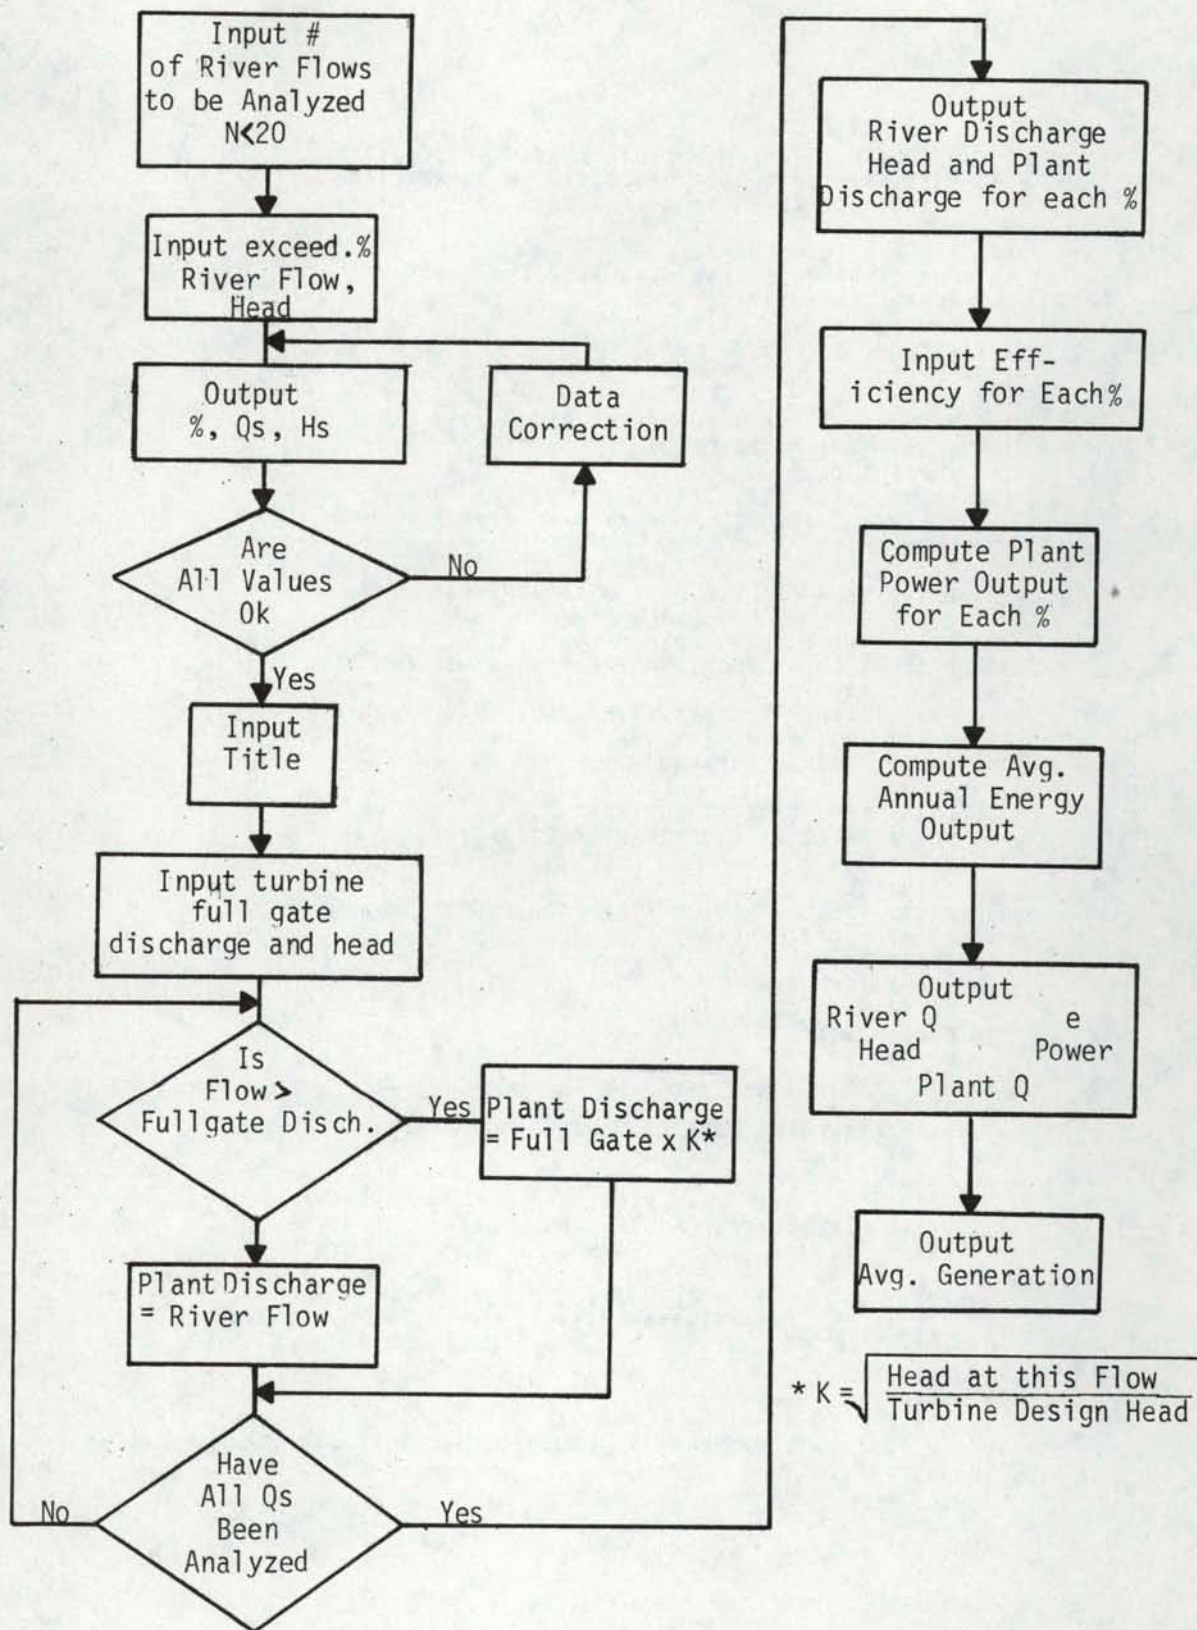 Input #
of River Flows
to be Analyzed
N<20
Input exceed.%
River Flow,
Head
Output
%, Qs, Hs
Data
Correction
Are
All Values
Ok
No
Yes
Input
Title
Input turbine
full gate
discharge and head
Is
Flow >
Fullgate Disch.
Yes
Plant Discharge
= Full Gate x K*
Plant Discharge
= River Flow
Have
All Qs
Been
Analyzed
No
Yes
Output
River Discharge
Head and Plant
Discharge for each %
Input Eff-
iciency for Each %
Compute Plant
Power Output
for Each %
Compute Avg.
Annual Energy
Output
Output
River Q e
Head Power
Plant Q
Output
Avg. Generation
* K = √ Head at this Flow
Turbine Design Head